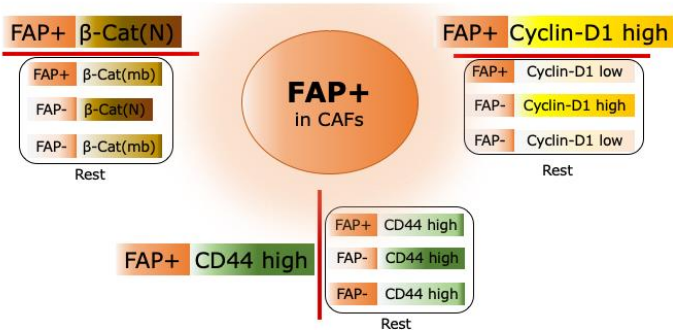 FAP+ β-Cat(N)
FAP+ β-Cat(mb)
FAP- β-Cat(N)
FAP- β-Cat(mb)
Rest
FAP+
in CAFs
FAP+ Cyclin-D1 high
FAP+ Cyclin-D1 low
FAP- Cyclin-D1 high
FAP- Cyclin-D1 low
Rest
FAP+ CD44 high
FAP+ CD44 high
FAP- CD44 high
FAP- CD44 high
Rest